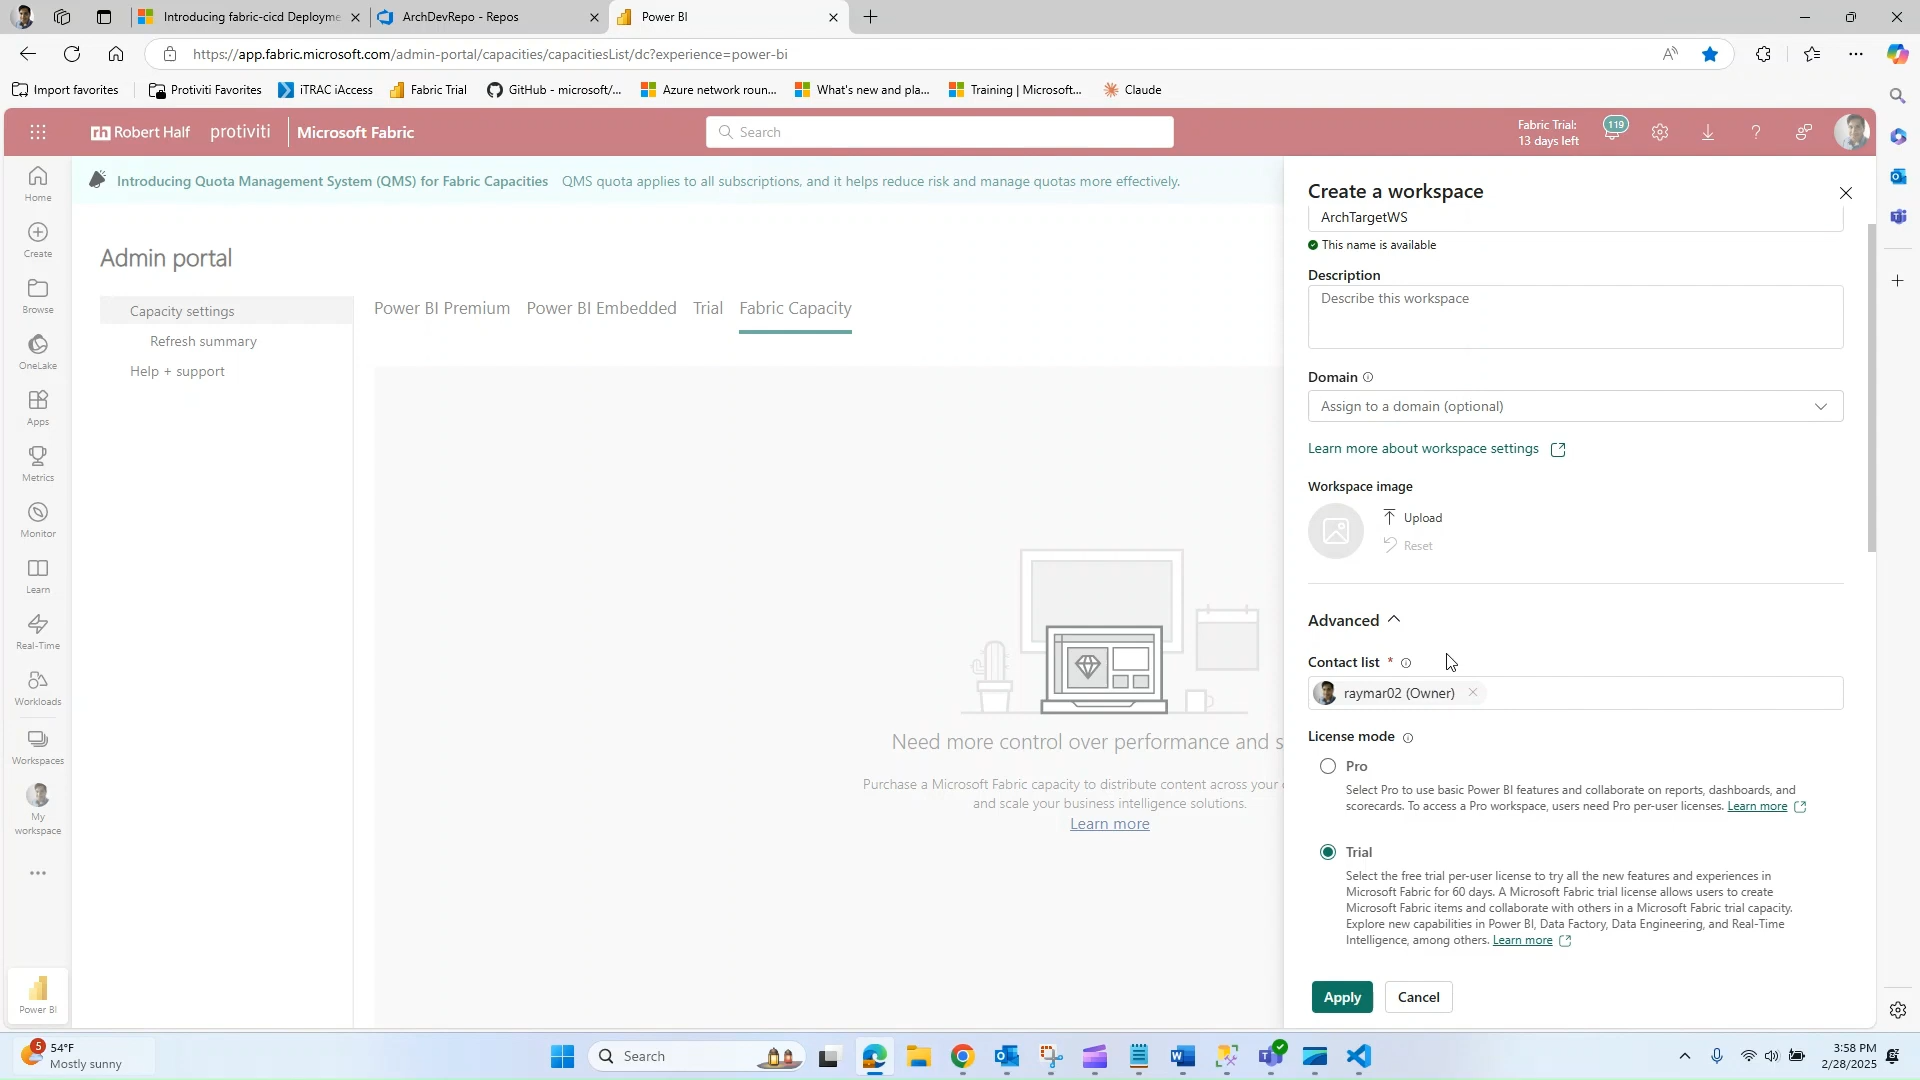 Introducing fabric-cicd Deployme
ArchDevRepo - Repos
Power BI
https://app.fabric.microsoft.com/admin-portal/capacities/capacitiesList/dc?experience=power-bi
Import favorites
Protiviti Favorites
iTRAC iAccess
Fabric Trial
GitHub - microsoft/...
Azure network roun...
What's new and pla...
Training | Microsoft...
Claude
rh Robert Half
protiviti
Microsoft Fabric
Search
Fabric Trial:
13 days left
119
Home
Create
Browse
OneLake
Apps
Metrics
Monitor
Learn
Real-Time
Workloads
Workspaces
My
workspace
Power BI
Introducing Quota Management System (QMS) for Fabric Capacities QMS quota applies to all subscriptions, and it helps reduce risk and manage quotas more effectively.
Admin portal
Capacity settings
Refresh summary
Help + support
Power BI Premium
Power BI Embedded
Trial
Fabric Capacity
Need more control over performance and s
Purchase a Microsoft Fabric capacity to distribute content across your
and scale your business intelligence solutions.
Learn more
Create a workspace
ArchTargetWS
This name is available
Description
Describe this workspace
Domain
Assign to a domain (optional)
Learn more about workspace settings
Workspace image
Upload
Reset
Advanced
Contact list *
raymar02 (Owner)
License mode
Pro
Select Pro to use basic Power BI features and collaborate on reports, dashboards, and
scorecards. To access a Pro workspace, users need Pro per-user licenses. Learn more
Trial
Select the free trial per-user license to try all the new features and experiences in
Microsoft Fabric for 60 days. A Microsoft Fabric trial license allows users to create
Microsoft Fabric items and collaborate with others in a Microsoft Fabric trial capacity.
Explore new capabilities in Power BI, Data Factory, Data Engineering, and Real-Time
Intelligence, among others. Learn more
Apply
Cancel
5
54°F
Mostly sunny
Search
3:58 PM
2/28/2025